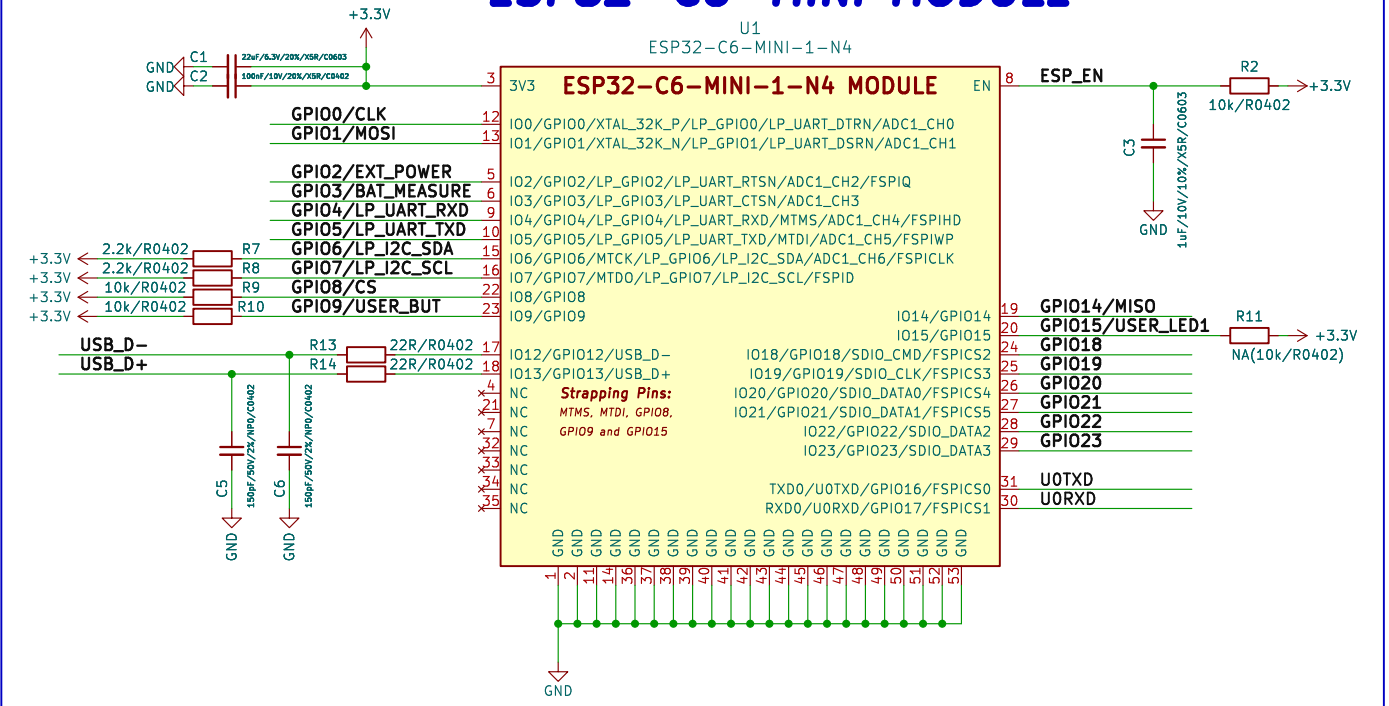 +3.3V
U1
ESP32-C6-MINI-1-N4
C1 22uF/6.3V/20%/X5R/C0603
GND
C2 100nF/10V/20%/X5R/C0402
GND
3 3V3 ESP32-C6-MINI-1-N4 MODULE EN 8 ESP_EN R2 +3.3V
10k/R0402
GPIO0/CLK 12 IO0/GPIO0/XTAL_32K_P/LP_GPIO0/LP_UART_DTRN/ADC1_CH0
GPIO1/MOSI 13 IO1/GPIO1/XTAL_32K_N/LP_GPIO1/LP_UART_DSRN/ADC1_CH1
C3 1uF/10V/10%/X5R/C0603
GND
GPIO2/EXT_POWER 5 IO2/GPIO2/LP_GPIO2/LP_UART_RTSN/ADC1_CH2/FSPIQ
GPIO3/BAT_MEASURE 6 IO3/GPIO3/LP_GPIO3/LP_UART_CTSN/ADC1_CH3
GPIO4/LP_UART_RXD 9 IO4/GPIO4/LP_GPIO4/LP_UART_RXD/MTMS/ADC1_CH4/FSPIHD
GPIO5/LP_UART_TXD 10 IO5/GPIO5/LP_GPIO5/LP_UART_TXD/MTDI/ADC1_CH5/FSPIWP
+3.3V 2.2k/R0402 R7 GPIO6/LP_I2C_SDA 15 IO6/GPIO6/MTCK/LP_GPIO6/LP_I2C_SDA/ADC1_CH6/FSPICLK
+3.3V 2.2k/R0402 R8 GPIO7/LP_I2C_SCL 16 IO7/GPIO7/MTDO/LP_GPIO7/LP_I2C_SCL/FSPID
+3.3V 10k/R0402 R9 GPIO8/CS 22 IO8/GPIO8
+3.3V 10k/R0402 R10 GPIO9/USER_BUT 23 IO9/GPIO9
IO14/GPIO14 19 GPIO14/MISO
IO15/GPIO15 20 GPIO15/USER_LED1 R11 +3.3V
NA(10k/R0402)
USB_D- R13 22R/R0402 17 IO12/GPIO12/USB_D-
USB_D+ R14 22R/R0402 18 IO13/GPIO13/USB_D+
IO18/GPIO18/SDIO_CMD/FSPICS2 24 GPIO18
IO19/GPIO19/SDIO_CLK/FSPICS3 25 GPIO19
4 NC Strapping Pins: IO20/GPIO20/SDIO_DATA0/FSPICS4 26 GPIO20
21 NC MTMS, MTDI, GPIO8, IO21/GPIO21/SDIO_DATA1/FSPICS5 27 GPIO21
7 NC GPIO9 and GPIO15 IO22/GPIO22/SDIO_DATA2 28 GPIO22
32 NC IO23/GPIO23/SDIO_DATA3 29 GPIO23
33 NC
34 NC TXD0/U0TXD/GPIO16/FSPICS0 31 U0TXD
35 NC RXD0/U0RXD/GPIO17/FSPICS1 30 U0RXD
C5 150pF/50V/2%/NP0/C0402
C6 150pF/50V/2%/NP0/C0402
GND GND
GND GND GND GND GND GND GND GND GND GND GND GND GND GND GND GND GND GND GND GND GND GND
1 2 11 14 36 37 38 39 40 41 42 43 44 45 46 47 48 49 50 51 52 53
GND